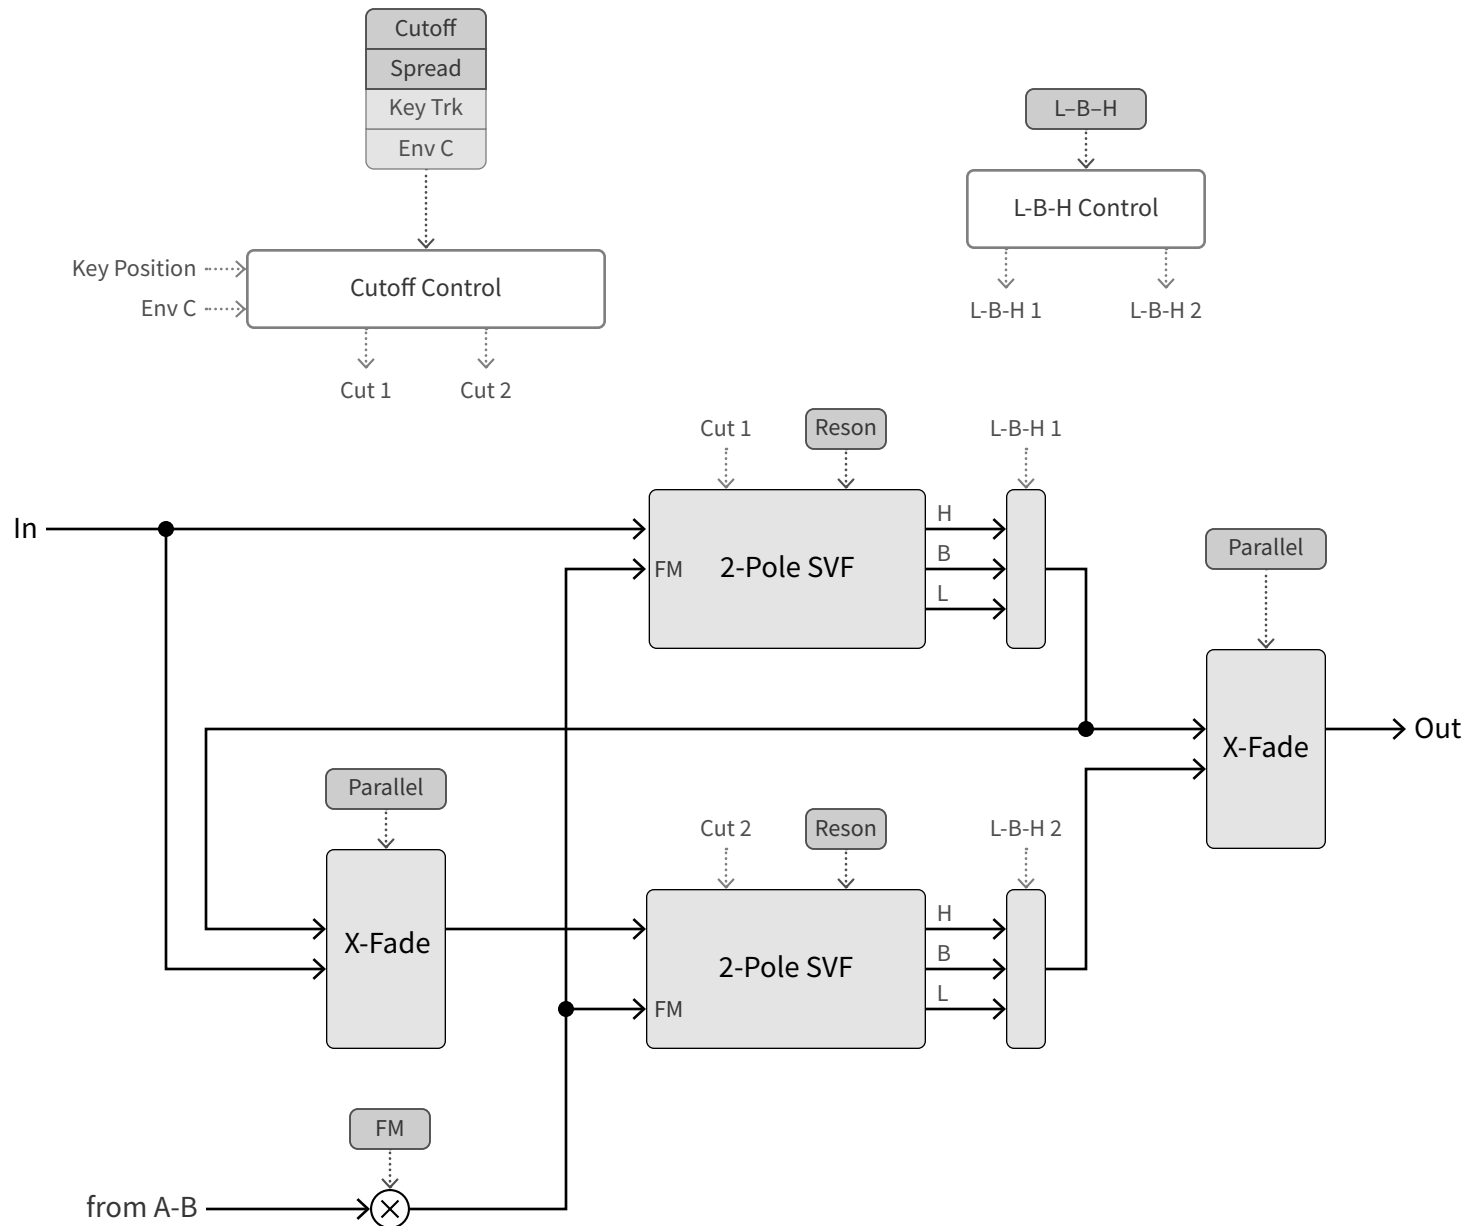 Cutoff
Spread
Key Trk
Env C
L–B–H
L-B-H Control
Key Position
Env C
Cutoff Control
L-B-H 1
L-B-H 2
Cut 1
Cut 2
Cut 1
Reson
L-B-H 1
In
H
B
L
FM
2-Pole SVF
Parallel
X-Fade
Out
Parallel
Cut 2
Reson
L-B-H 2
X-Fade
H
B
L
2-Pole SVF
FM
FM
from A-B